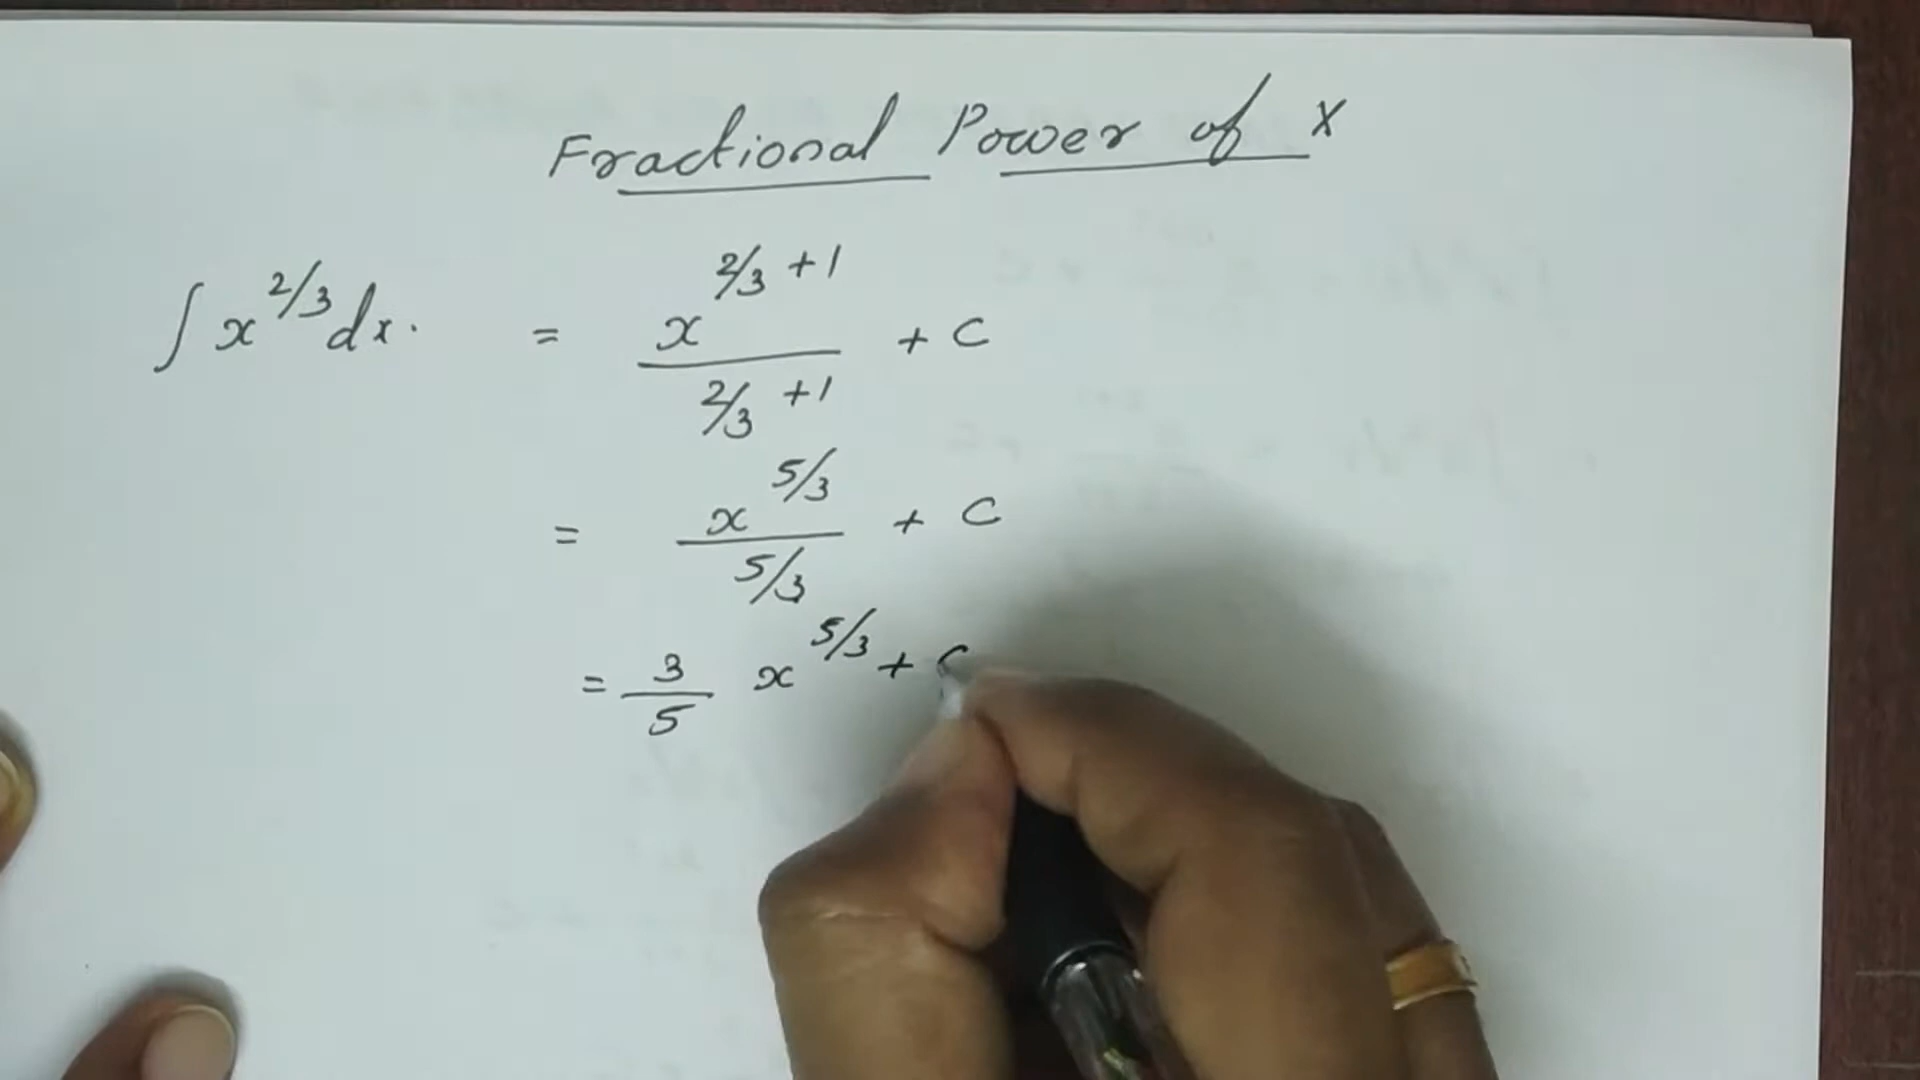 Fractional Power of x
∫ x^{2/3} dx. = x^{2/3 + 1} / (2/3 + 1) + C
= x^{5/3} / (5/3) + C
= 3/5 x^{5/3} + C